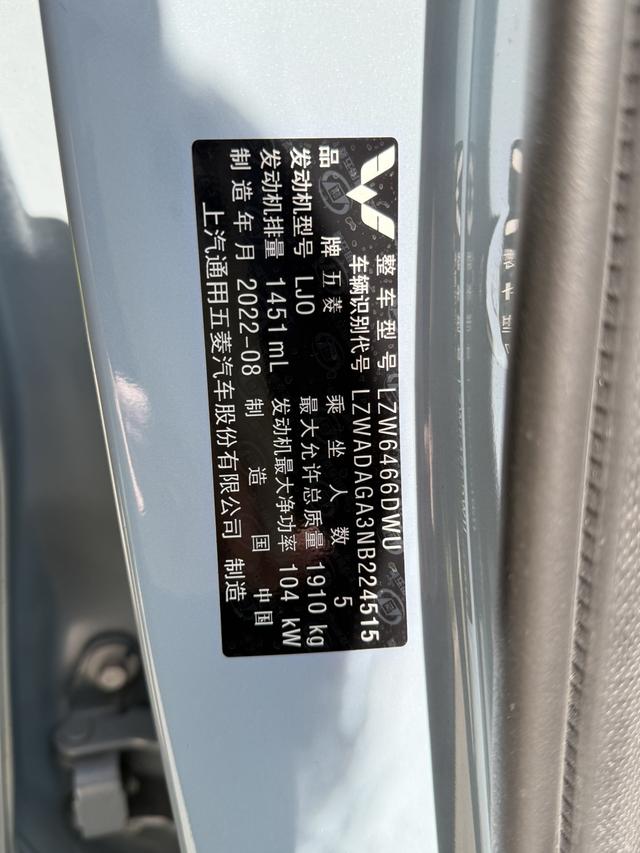 整车型号 LZW6466DWU
车辆识别代号 LZWADAGA3NB224515
品牌 五菱 乘坐人数 5
发动机型号 LJO 最大允许总质量 1910 kg
发动机排量 1451 mL 发动机最大净功率 104 kW
制造年月 2022-08 制造国 中国
上汽通用五菱汽车股份有限公司 制造